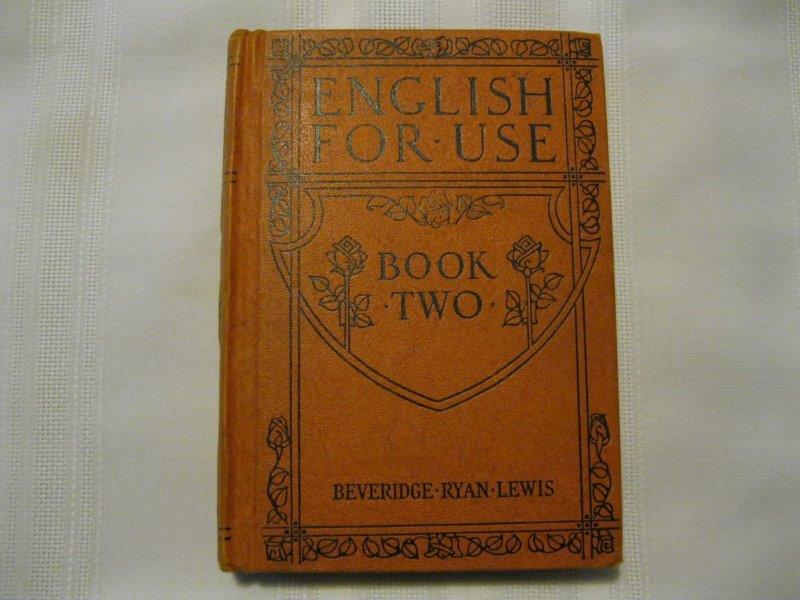 ENGLISH
FOR·USE
BOOK
·TWO·
BEVERIDGE·RYAN·LEWIS